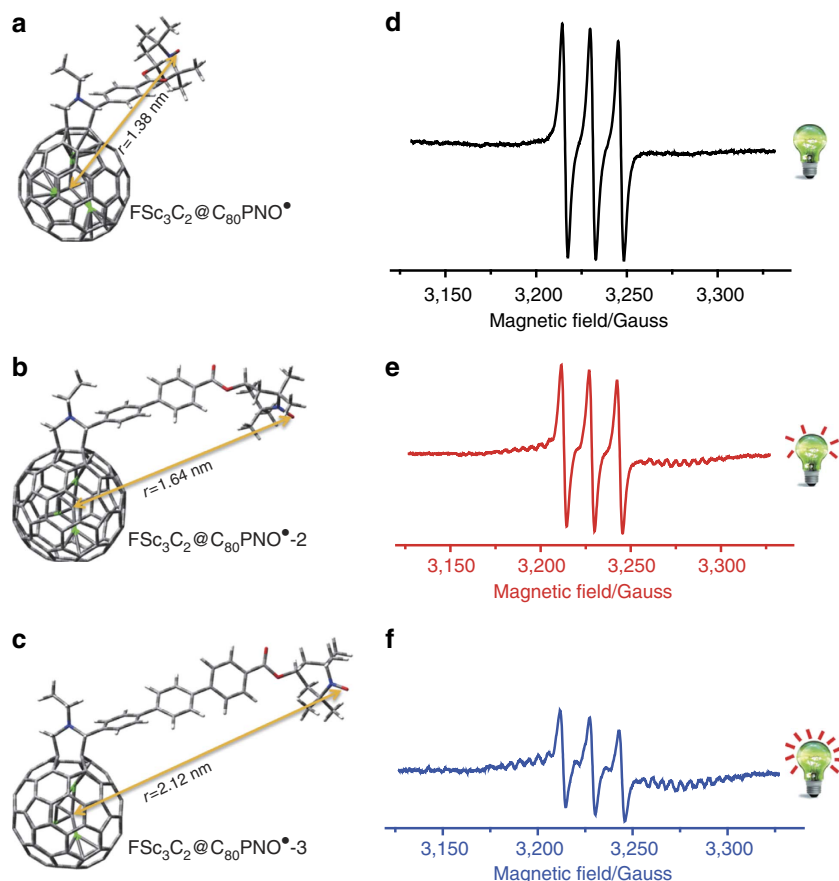 a
r=1.38 nm
FSc₃C₂@C₈₀PNO•
d
3,150 3,200 3,250 3,300
Magnetic field/Gauss
b
r=1.64 nm
FSc₃C₂@C₈₀PNO•-2
e
3,150 3,200 3,250 3,300
Magnetic field/Gauss
c
r=2.12 nm
FSc₃C₂@C₈₀PNO•-3
f
3,150 3,200 3,250 3,300
Magnetic field/Gauss